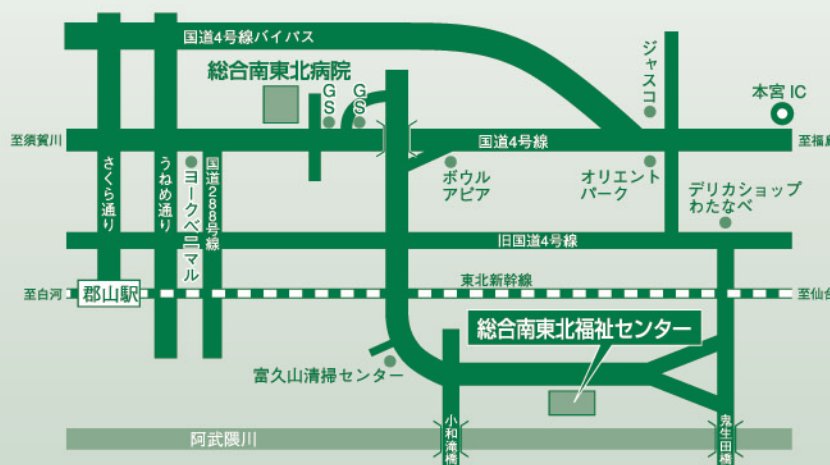 国道4号線バイパス
総合南東北病院
GS
GS
ジャスコ
本宮IC
至須賀川
国道4号線
至福島
さくら通り
うねめ通り
ヨークベニマル
国道288号線
ボウル
アピア
オリエント
パーク
デリカショップ
わたなべ
旧国道4号線
東北新幹線
至白河
郡山駅
至仙台
総合南東北福祉センター
富久山清掃センター
小和滝橋
鬼生田橋
阿武隈川